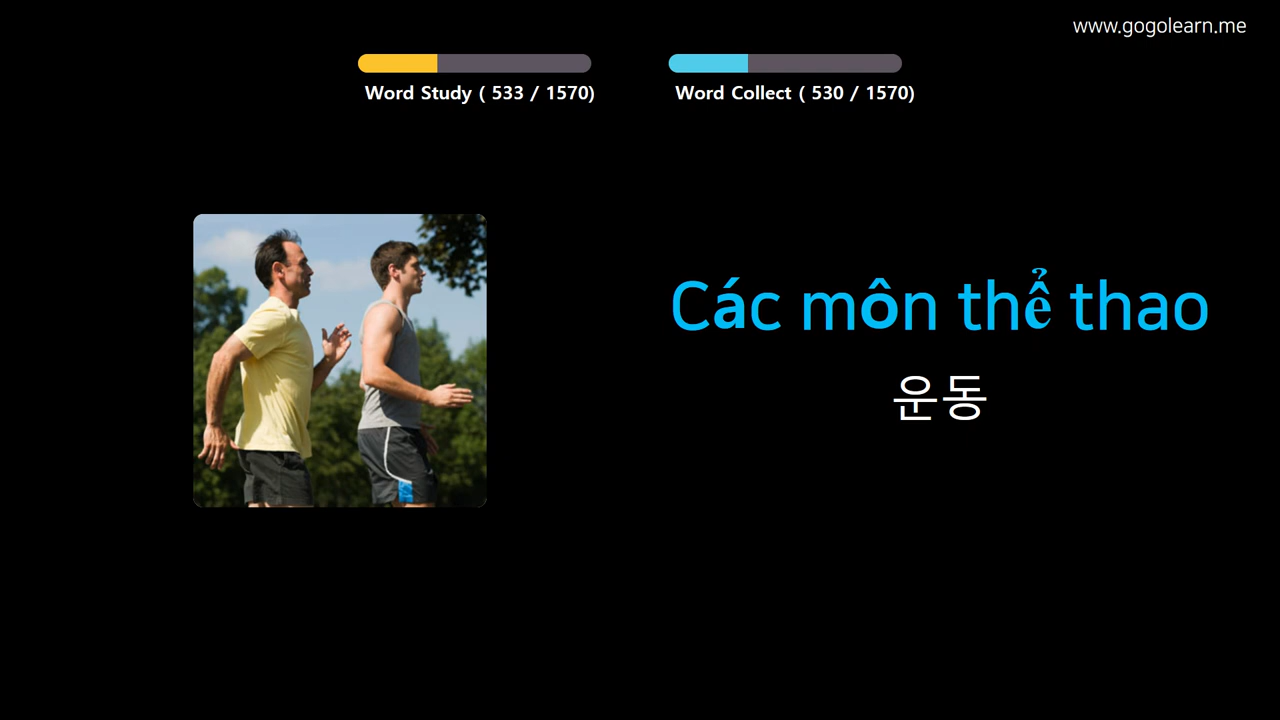 www.gogolearn.me
Word Study ( 533 / 1570)
Word Collect ( 530 / 1570)
Các môn thể thao
운동